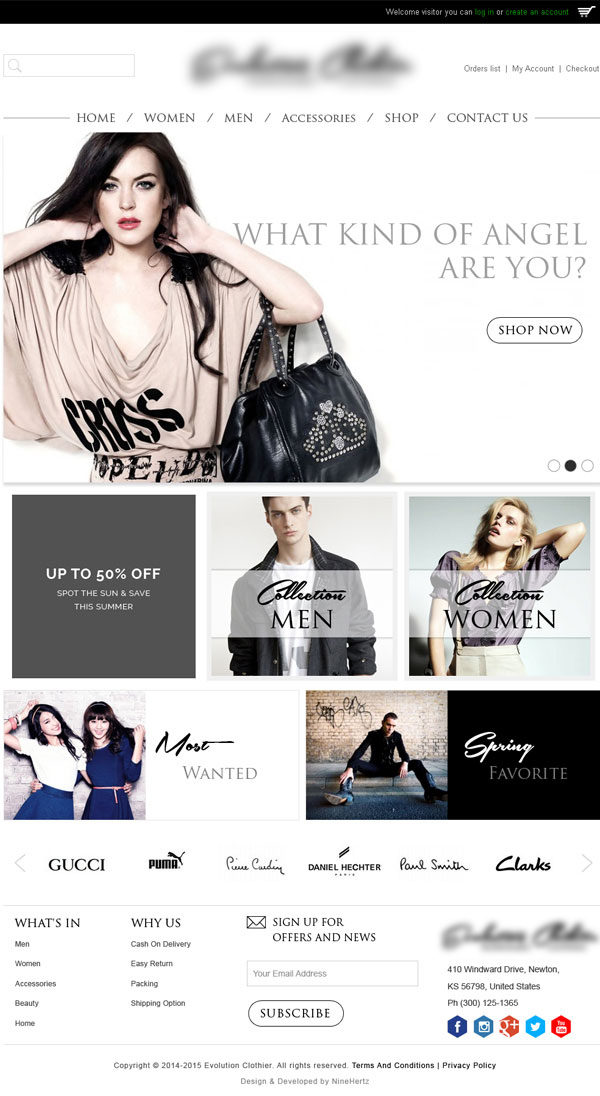 Welcome visitor you can log in or create an account
Orders list | My Account | Checkout
HOME / WOMEN / MEN / Accessories / SHOP / CONTACT US
WHAT KIND OF ANGEL
ARE YOU?
SHOP NOW
CROSS
UP TO 50% OFF
SPOT THE SUN & SAVE
THIS SUMMER
Collection
MEN
Collection
WOMEN
Most
WANTED
Spring
FAVORITE
GUCCI
PUMA
Pierre Cardin
DANIEL HECHTER
PARIS
Paul Smith
Clarks
WHAT'S IN
Men
Women
Accessories
Beauty
Home
WHY US
Cash On Delivery
Easy Return
Packing
Shipping Option
SIGN UP FOR
OFFERS AND NEWS
Your Email Address
SUBSCRIBE
410 Windward Drive, Newton,
KS 56798, United States
Ph (300) 125-1365
You Tube
Copyright © 2014-2015 Evolution Clothier. All rights reserved. Terms And Conditions | Privacy Policy
Design & Developed by NineHertz